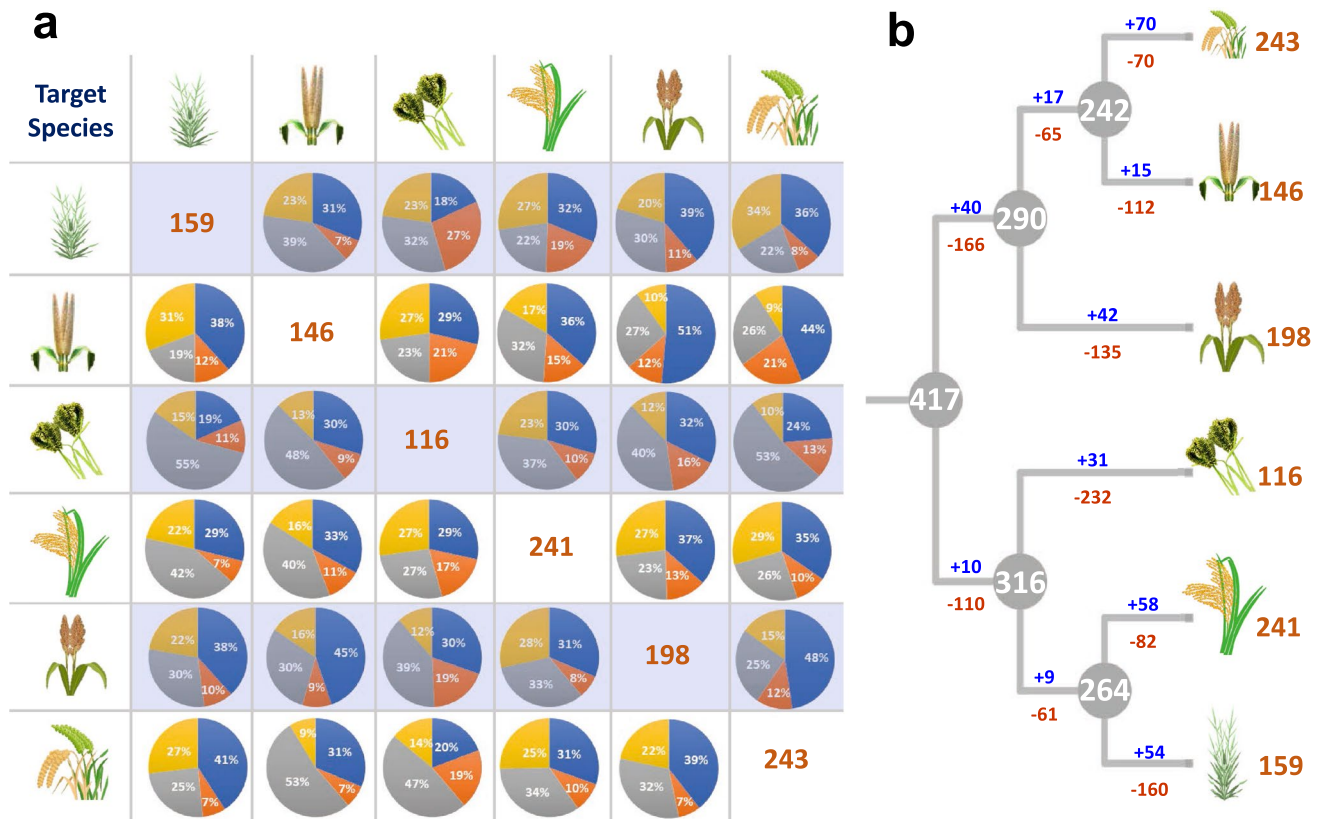 a
Target
Species
159
23% 31% 7% 39%
23% 18% 27% 32%
27% 32% 19% 22%
20% 39% 11% 30%
34% 36% 8% 22%
31% 38% 12% 19%
146
27% 29% 21% 23%
17% 36% 15% 32%
10% 51% 12% 27%
9% 44% 21% 26%
15% 19% 11% 55%
13% 30% 9% 48%
116
23% 30% 10% 37%
12% 32% 16% 40%
10% 24% 13% 53%
22% 29% 7% 42%
16% 33% 11% 40%
27% 29% 17% 27%
241
27% 37% 13% 23%
29% 35% 10% 26%
22% 38% 10% 30%
16% 45% 9% 30%
12% 30% 19% 39%
28% 31% 8% 33%
198
15% 48% 12% 25%
27% 41% 7% 25%
9% 31% 7% 53%
14% 20% 19% 47%
25% 31% 10% 34%
22% 39% 7% 32%
243
b
+70
-70
243
+17
-65
242
+15
-112
146
+40
-166
290
+42
-135
198
417
+31
-232
116
+10
-110
316
+58
-82
241
+9
-61
264
+54
-160
159